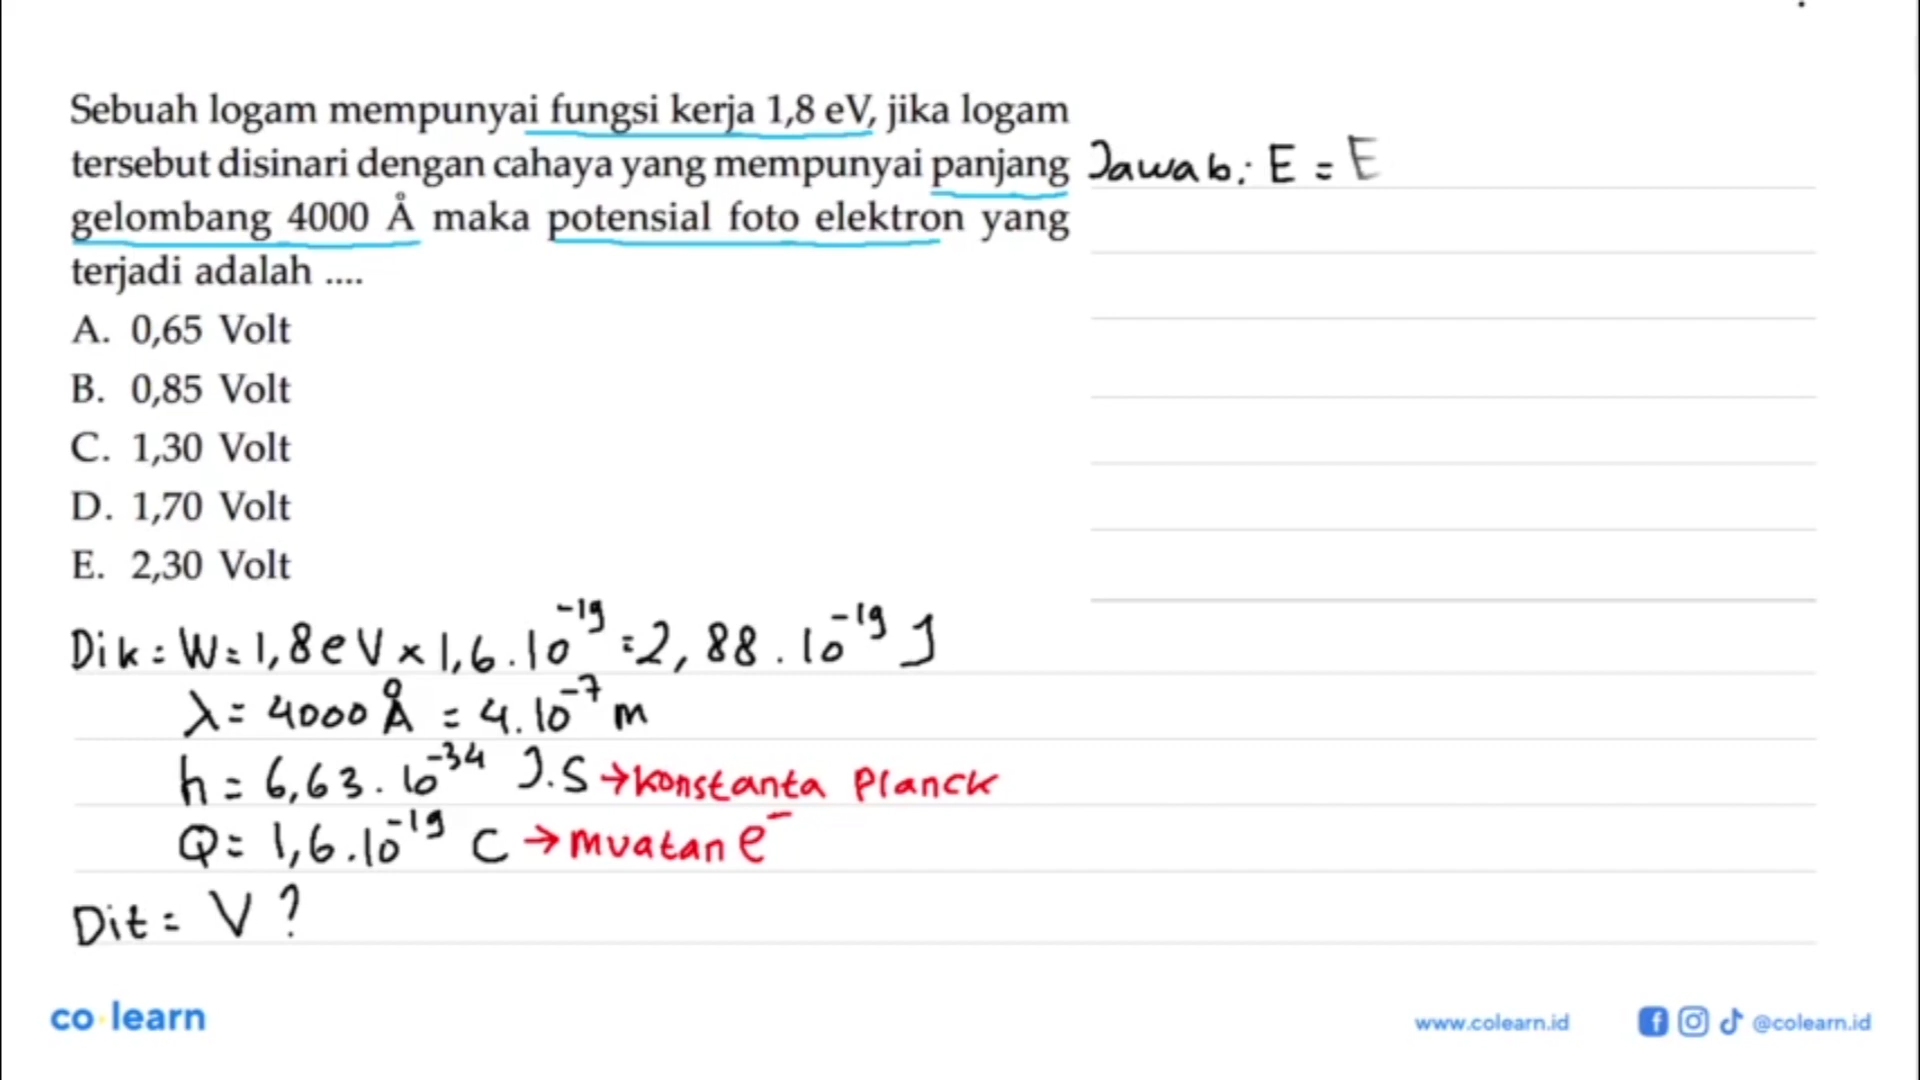 Sebuah logam mempunyai fungsi kerja 1,8 eV, jika logam
tersebut disinari dengan cahaya yang mempunyai panjang
gelombang 4000 Å maka potensial foto elektron yang
terjadi adalah ....
A. 0,65 Volt
B. 0,85 Volt
C. 1,30 Volt
D. 1,70 Volt
E. 2,30 Volt
Dik = W = 1,8 eV × 1,6 . 10⁻¹⁹ = 2,88 . 10⁻¹⁹ J
λ = 4000 Å = 4 . 10⁻⁷ m
h = 6,63 . 10⁻³⁴ J.S → konstanta Planck
Q = 1,6 . 10⁻¹⁹ C → muatan e⁻
Dit = V ?
Jawab : E = E
co learn
www.colearn.id
@colearn.id